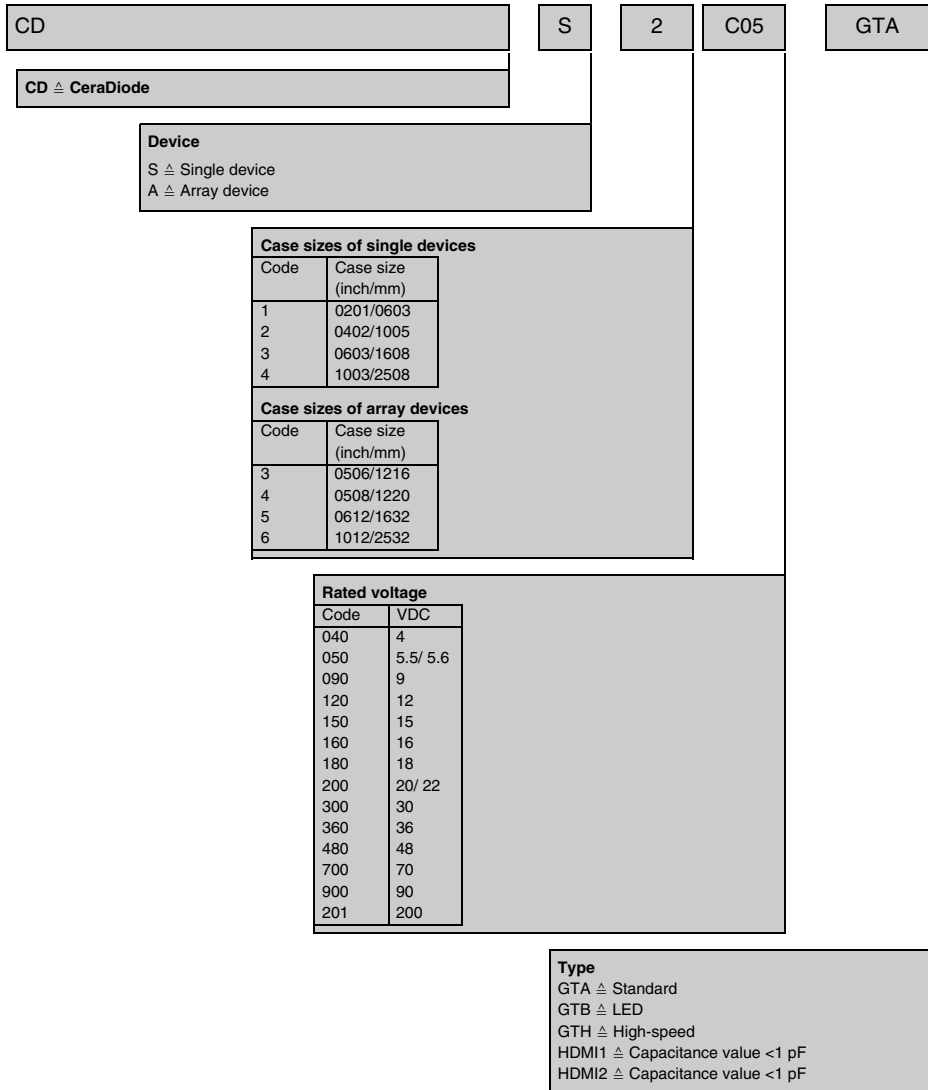 CD S 2 C05 GTA
CD ≙ CeraDiode
Device
S ≙ Single device
A ≙ Array device
Case sizes of single devices
Code Case size
(inch/mm)
1 0201/0603
2 0402/1005
3 0603/1608
4 1003/2508
Case sizes of array devices
Code Case size
(inch/mm)
3 0506/1216
4 0508/1220
5 0612/1632
6 1012/2532
Rated voltage
Code VDC
040 4
050 5.5/ 5.6
090 9
120 12
150 15
160 16
180 18
200 20/ 22
300 30
360 36
480 48
700 70
900 90
201 200
Type
GTA ≙ Standard
GTB ≙ LED
GTH ≙ High-speed
HDMI1 ≙ Capacitance value <1 pF
HDMI2 ≙ Capacitance value <1 pF